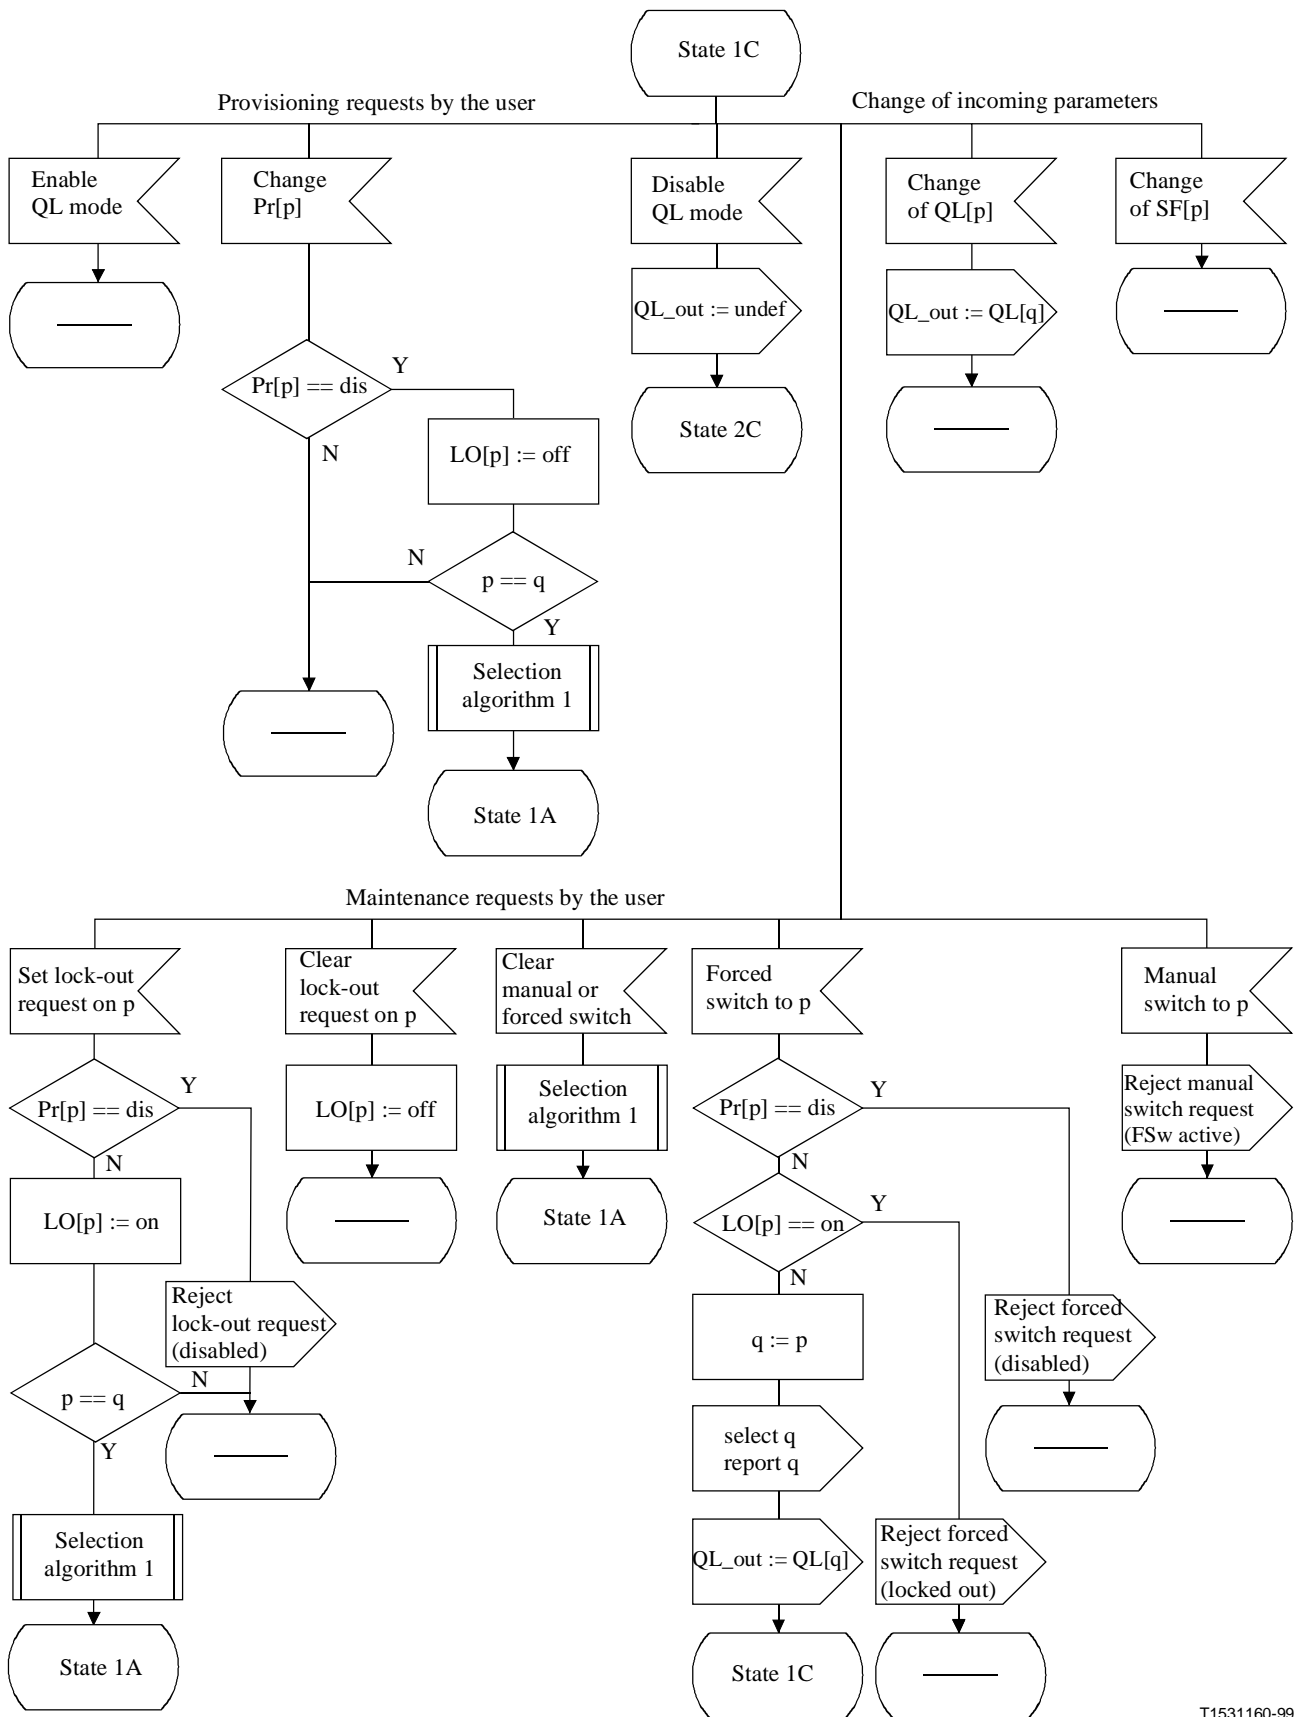 State 1C
Provisioning requests by the user
Change of incoming parameters
Enable
QL mode
Change
Pr[p]
Disable
QL mode
Change
of QL[p]
Change
of SF[p]
QL_out := undef
QL_out := QL[q]
Pr[p] == dis
Y
N
State 2C
LO[p] := off
N
p == q
Y
Selection
algorithm 1
State 1A
Maintenance requests by the user
Set lock-out
request on p
Clear
lock-out
request on p
Clear
manual or
forced switch
Forced
switch to p
Manual
switch to p
Pr[p] == dis
Y
N
LO[p] := off
Selection
algorithm 1
Pr[p] == dis
Y
N
Reject manual
switch request
(FSw active)
LO[p] := on
State 1A
LO[p] == on
Y
N
Reject
lock-out request
(disabled)
q := p
Reject forced
switch request
(disabled)
p == q
N
Y
select q
report q
Selection
algorithm 1
QL_out := QL[q]
Reject forced
switch request
(locked out)
State 1A
State 1C
T1531160-99